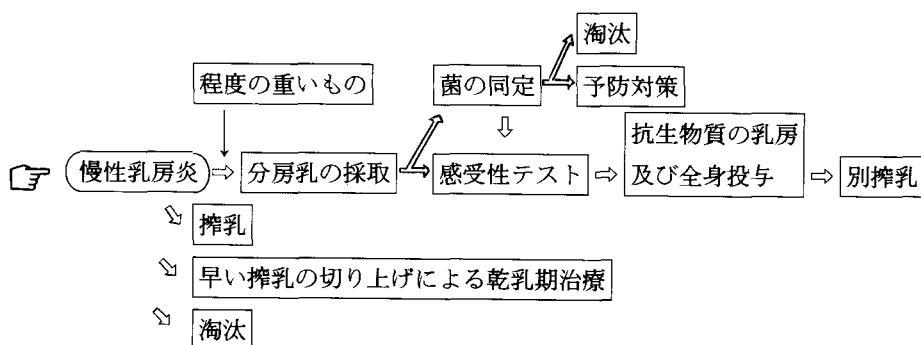 淘汰
程度の重いもの
菌の同定
予防対策
抗生物質の乳房
及び全身投与
慢性乳房炎
分房乳の採取
感受性テスト
別搾乳
搾乳
早い搾乳の切り上げによる乾乳期治療
淘汰